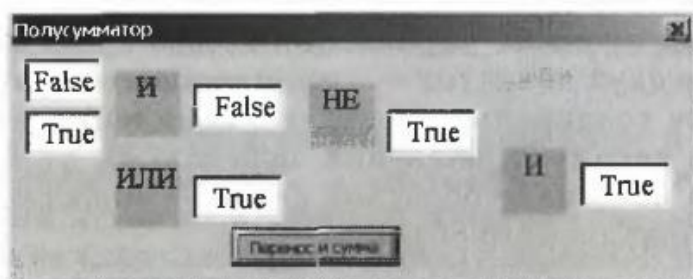 Полусумматор
False
И
False
НЕ
True
True
ИЛИ
True
И
True
Перенос и сумма